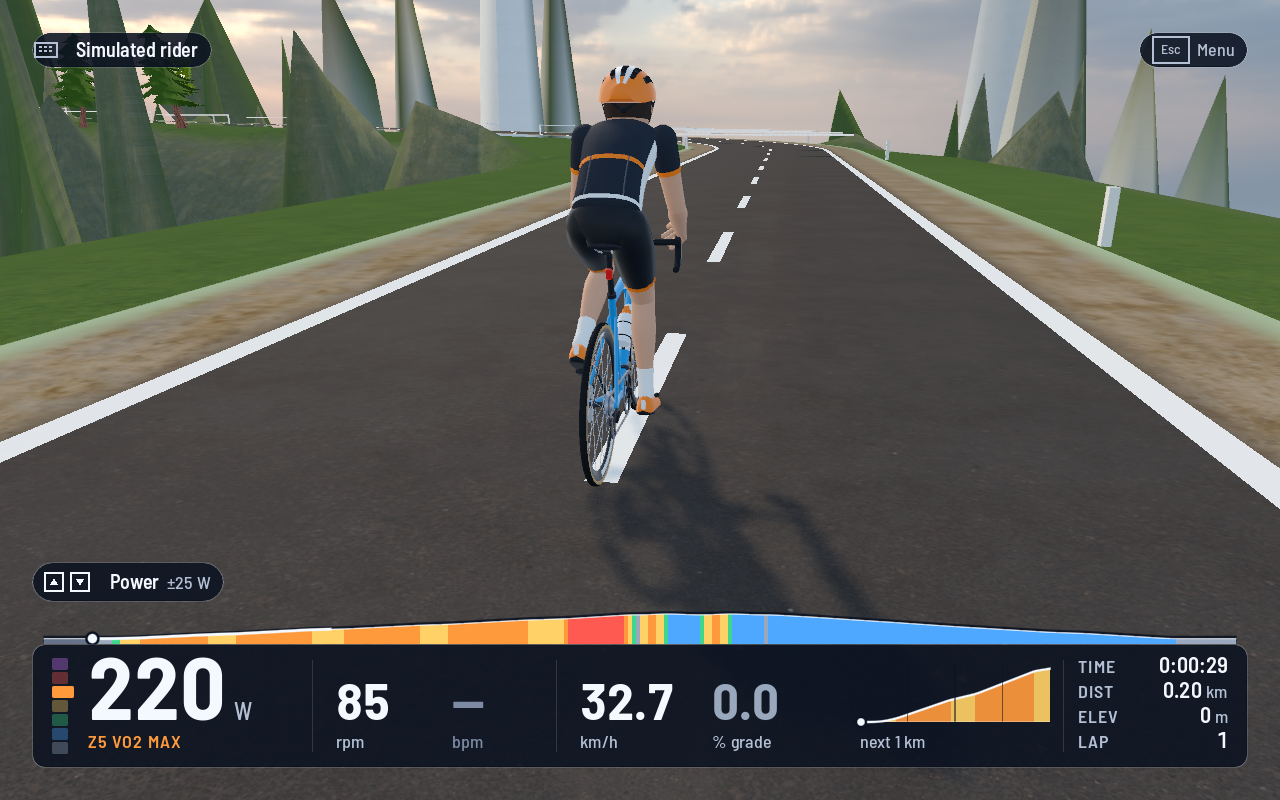 Simulated rider
Esc Menu
Power ±25 W
220 W
Z5 VO2 MAX
85
rpm
–
bpm
32.7
km/h
0.0
% grade
next 1 km
TIME 0:00:29
DIST 0.20 km
ELEV 0 m
LAP 1